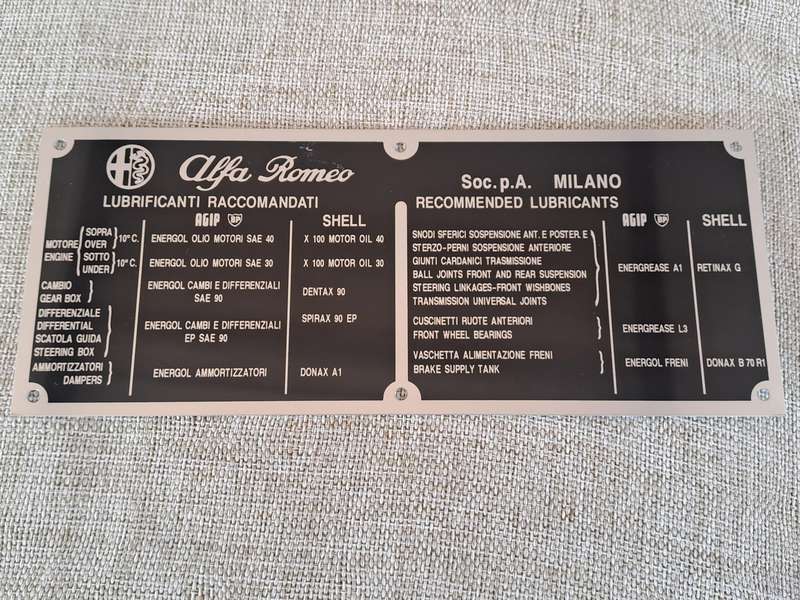 Alfa Romeo
Soc.p.A. MILANO
LUBRIFICANTI RACCOMANDATI
RECOMMENDED LUBRICANTS
AGIP BP SHELL
MOTORE SOPRA 10°C. ENERGOL OLIO MOTORI SAE 40 X 100 MOTOR OIL 40
OVER
ENGINE SOTTO 10°C. ENERGOL OLIO MOTORI SAE 30 X 100 MOTOR OIL 30
UNDER
CAMBIO ENERGOL CAMBI E DIFFERENZIALI DENTAX 90
GEAR BOX SAE 90
DIFFERENZIALE SPIRAX 90 EP
DIFFERENTIAL ENERGOL CAMBI E DIFFERENZIALI
SCATOLA GUIDA EP SAE 90
STEERING BOX
AMMORTIZZATORI ENERGOL AMMORTIZZATORI DONAX A1
DAMPERS
AGIP BP SHELL
SNODI SFERICI SOSPENSIONE ANT. E POSTER. E
STERZO-PERNI SOSPENSIONE ANTERIORE
GIUNTI CARDANICI TRASMISSIONE
BALL JOINTS FRONT AND REAR SUSPENSION ENERGREASE A1 RETINAX G
STEERING LINKAGES-FRONT WISHBONES
TRANSMISSION UNIVERSAL JOINTS
CUSCINETTI RUOTE ANTERIORI ENERGREASE L3
FRONT WHEEL BEARINGS
VASCHETTA ALIMENTAZIONE FRENI ENERGOL FRENI DONAX B 70 R1
BRAKE SUPPLY TANK